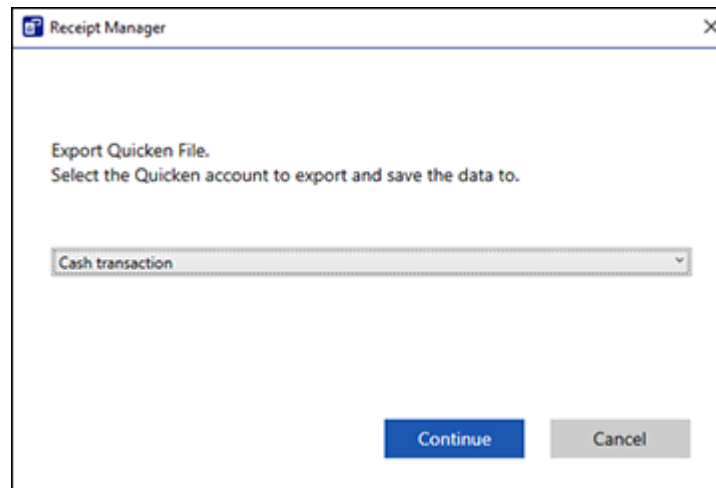 Receipt Manager
Export Quicken File.
Select the Quicken account to export and save the data to.
Cash transaction
Continue
Cancel